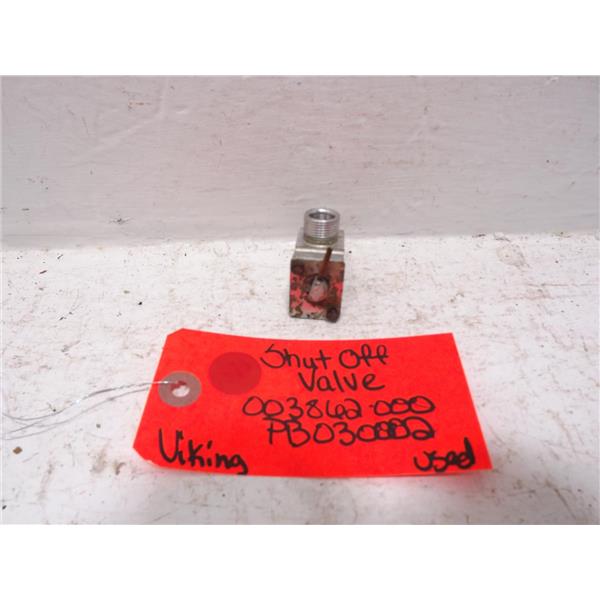 Shut Off
Valve
003862-000
PB030002
Viking
used